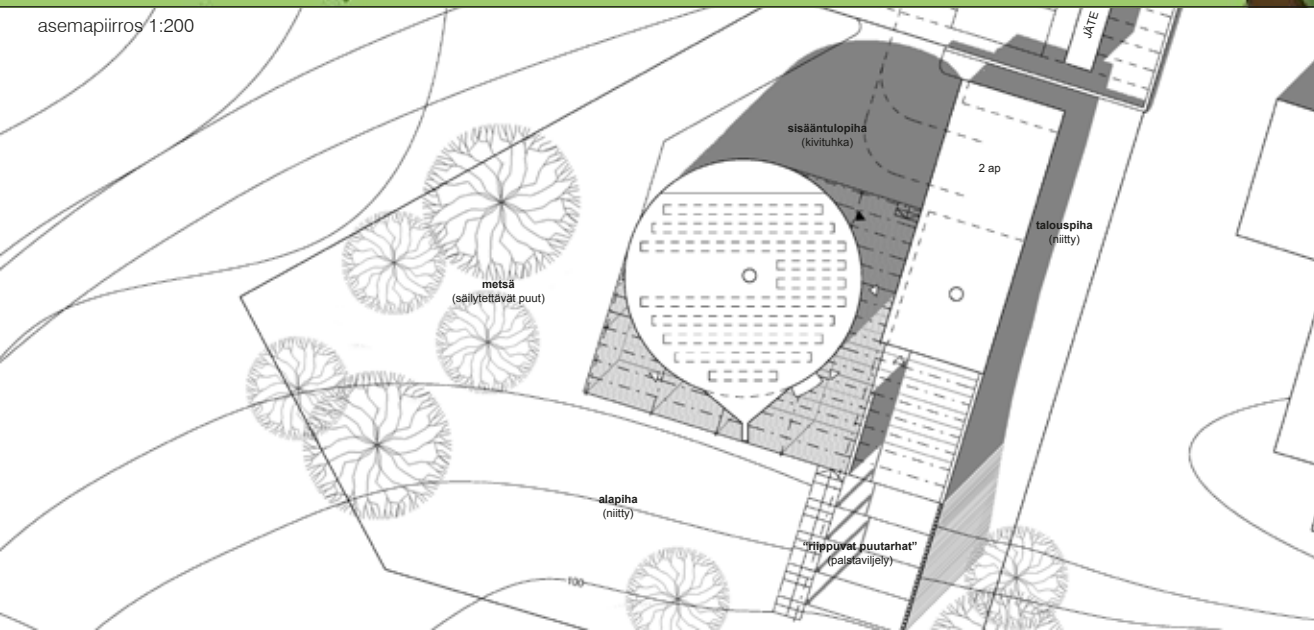 asemapiirros 1:200
JÄTE
sisääntulopiha
(kivituhka)
2 ap
talouspiha
(niitty)
metsä
(säilytettävät puut)
alapiha
(niitty)
"riippuvat puutarhat"
(palstaviljely)
100